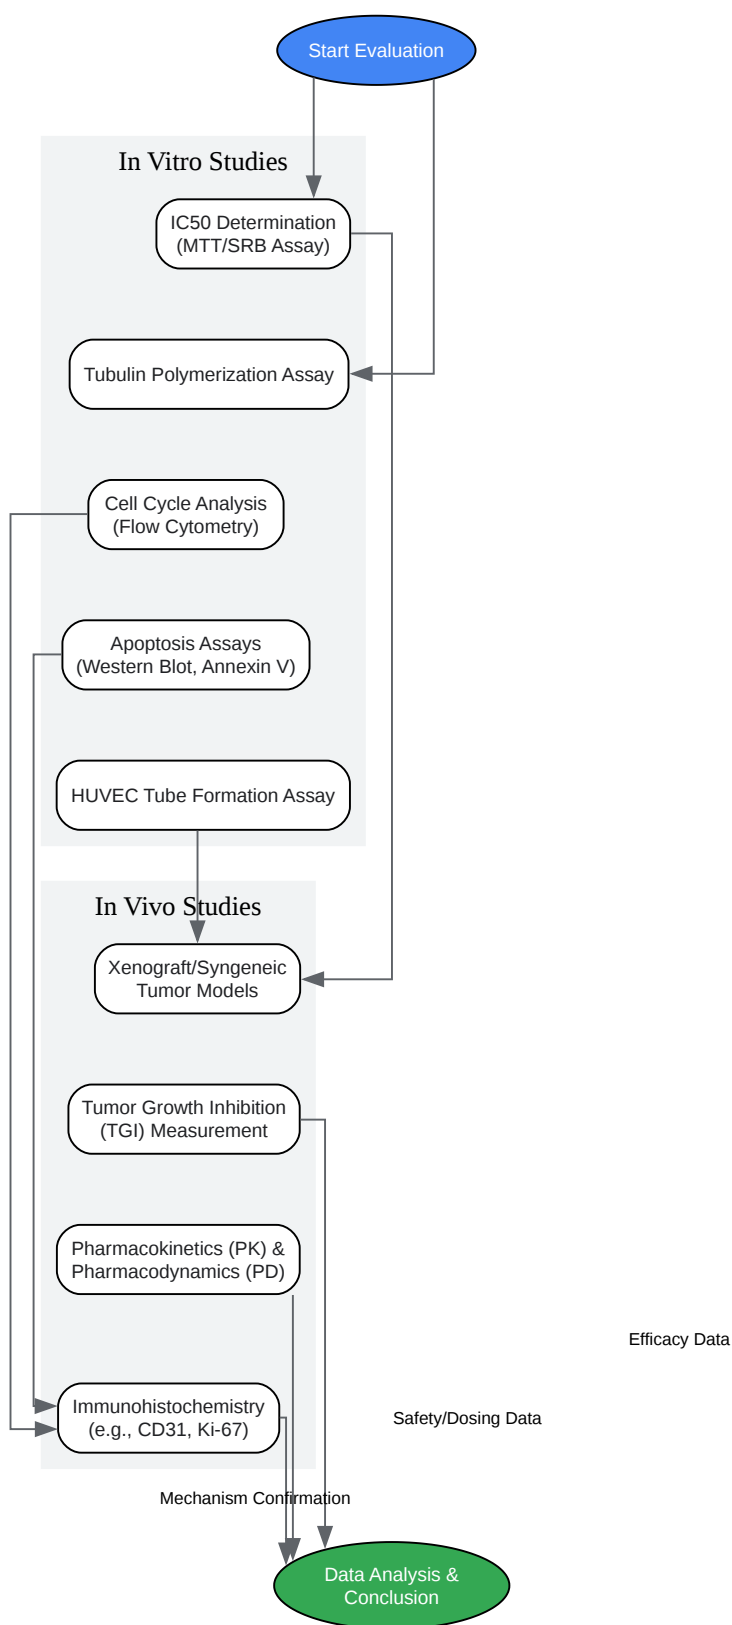 Start Evaluation
In Vitro Studies
IC50 Determination
(MTT/SRB Assay)
Tubulin Polymerization Assay
Cell Cycle Analysis
(Flow Cytometry)
Apoptosis Assays
(Western Blot, Annexin V)
HUVEC Tube Formation Assay
In Vivo Studies
Xenograft/Syngeneic
Tumor Models
Tumor Growth Inhibition
(TGI) Measurement
Pharmacokinetics (PK) &
Pharmacodynamics (PD)
Efficacy Data
Immunohistochemistry
(e.g., CD31, Ki-67)
Safety/Dosing Data
Mechanism Confirmation
Data Analysis &
Conclusion